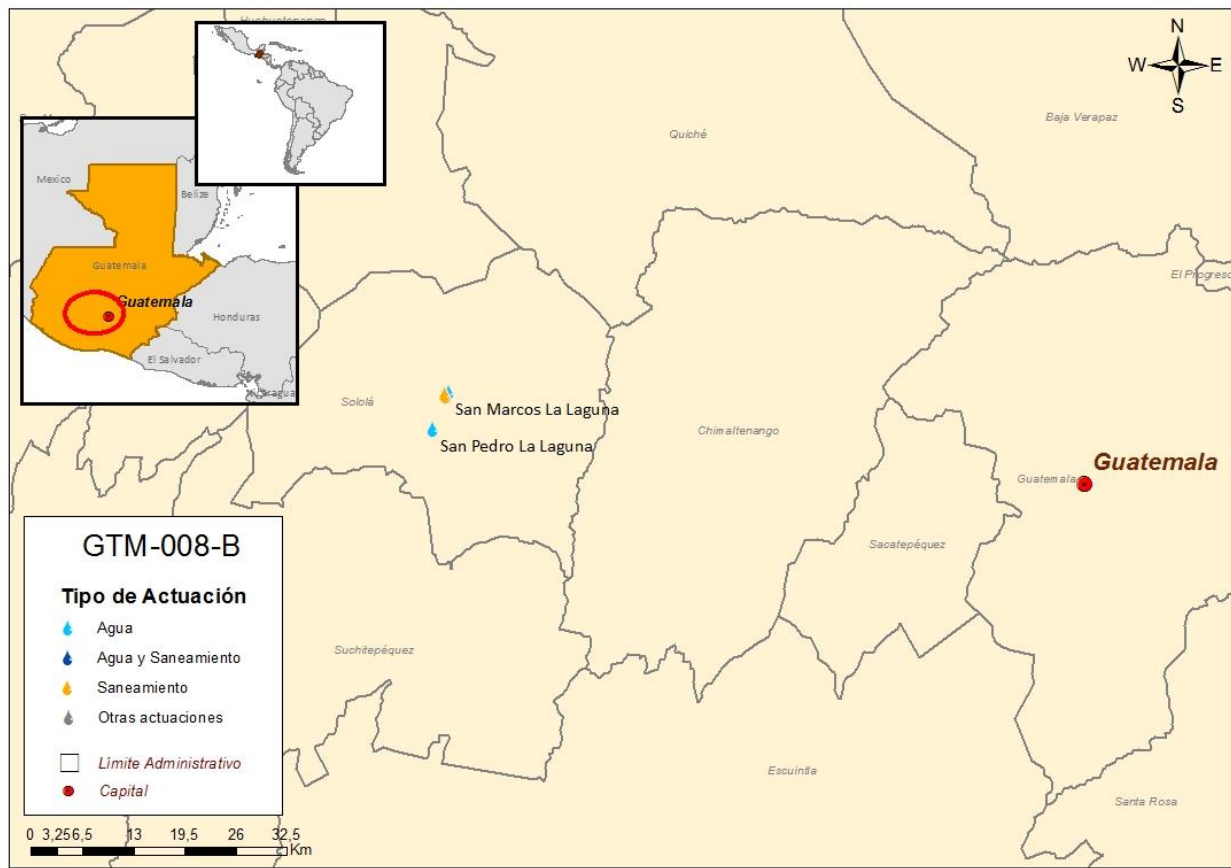 Huehuetenango
N
W E
S
Quiché
Baja Verapaz
Mexico
Belize
Guatemala
Guatemala
Honduras
El Salvador
El Progreso
Sololá
San Marcos La Laguna
San Pedro La Laguna
Chimaltenango
Guatemala
Guatemala
Sacatepéquez
Suchitepéquez
Escuintla
Santa Rosa
GTM-008-B
Tipo de Actuación
Agua
Agua y Saneamiento
Saneamiento
Otras actuaciones
Límite Administrativo
Capital
0 3,25 6,5 13 19,5 26 32,5
Km